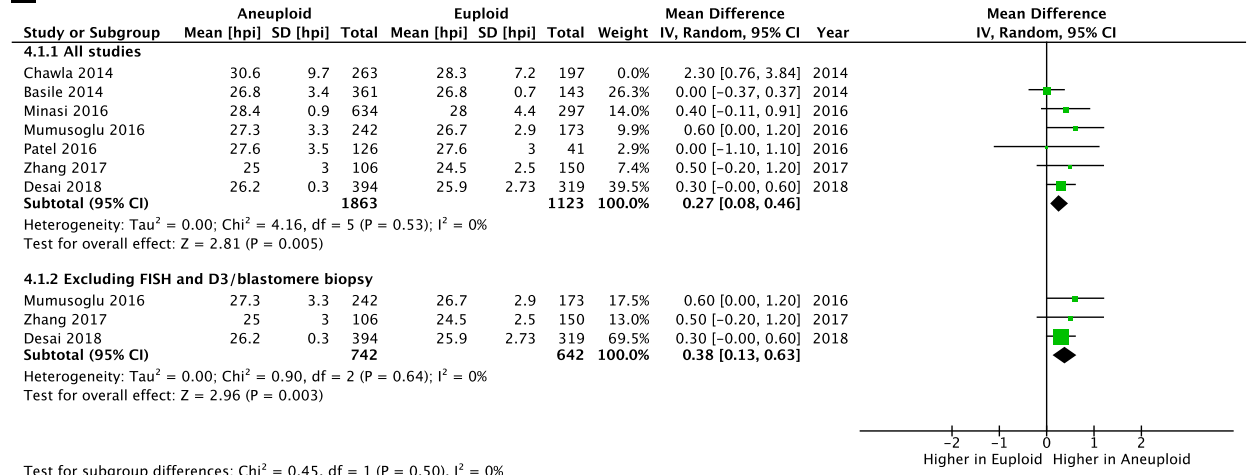 Aneuploid Euploid Mean Difference Mean Difference
Study or Subgroup Mean [hpi] SD [hpi] Total Mean [hpi] SD [hpi] Total Weight IV, Random, 95% CI Year IV, Random, 95% CI
4.1.1 All studies
Chawla 2014 30.6 9.7 263 28.3 7.2 197 0.0% 2.30 [0.76, 3.84] 2014
Basile 2014 26.8 3.4 361 26.8 0.7 143 26.3% 0.00 [−0.37, 0.37] 2014
Minasi 2016 28.4 0.9 634 28 4.4 297 14.0% 0.40 [−0.11, 0.91] 2016
Mumusoglu 2016 27.3 3.3 242 26.7 2.9 173 9.9% 0.60 [0.00, 1.20] 2016
Patel 2016 27.6 3.5 126 27.6 3 41 2.9% 0.00 [−1.10, 1.10] 2016
Zhang 2017 25 3 106 24.5 2.5 150 7.4% 0.50 [−0.20, 1.20] 2017
Desai 2018 26.2 0.3 394 25.9 2.73 319 39.5% 0.30 [−0.00, 0.60] 2018
Subtotal (95% CI) 1863 1123 100.0% 0.27 [0.08, 0.46]
Heterogeneity: Tau² = 0.00; Chi² = 4.16, df = 5 (P = 0.53); I² = 0%
Test for overall effect: Z = 2.81 (P = 0.005)
4.1.2 Excluding FISH and D3/blastomere biopsy
Mumusoglu 2016 27.3 3.3 242 26.7 2.9 173 17.5% 0.60 [0.00, 1.20] 2016
Zhang 2017 25 3 106 24.5 2.5 150 13.0% 0.50 [−0.20, 1.20] 2017
Desai 2018 26.2 0.3 394 25.9 2.73 319 69.5% 0.30 [−0.00, 0.60] 2018
Subtotal (95% CI) 742 642 100.0% 0.38 [0.13, 0.63]
Heterogeneity: Tau² = 0.00; Chi² = 0.90, df = 2 (P = 0.64); I² = 0%
Test for overall effect: Z = 2.96 (P = 0.003)
−2 −1 0 1 2
Higher in Euploid Higher in Aneuploid
Test for subgroup differences: Chi² = 0.45, df = 1 (P = 0.50), I² = 0%